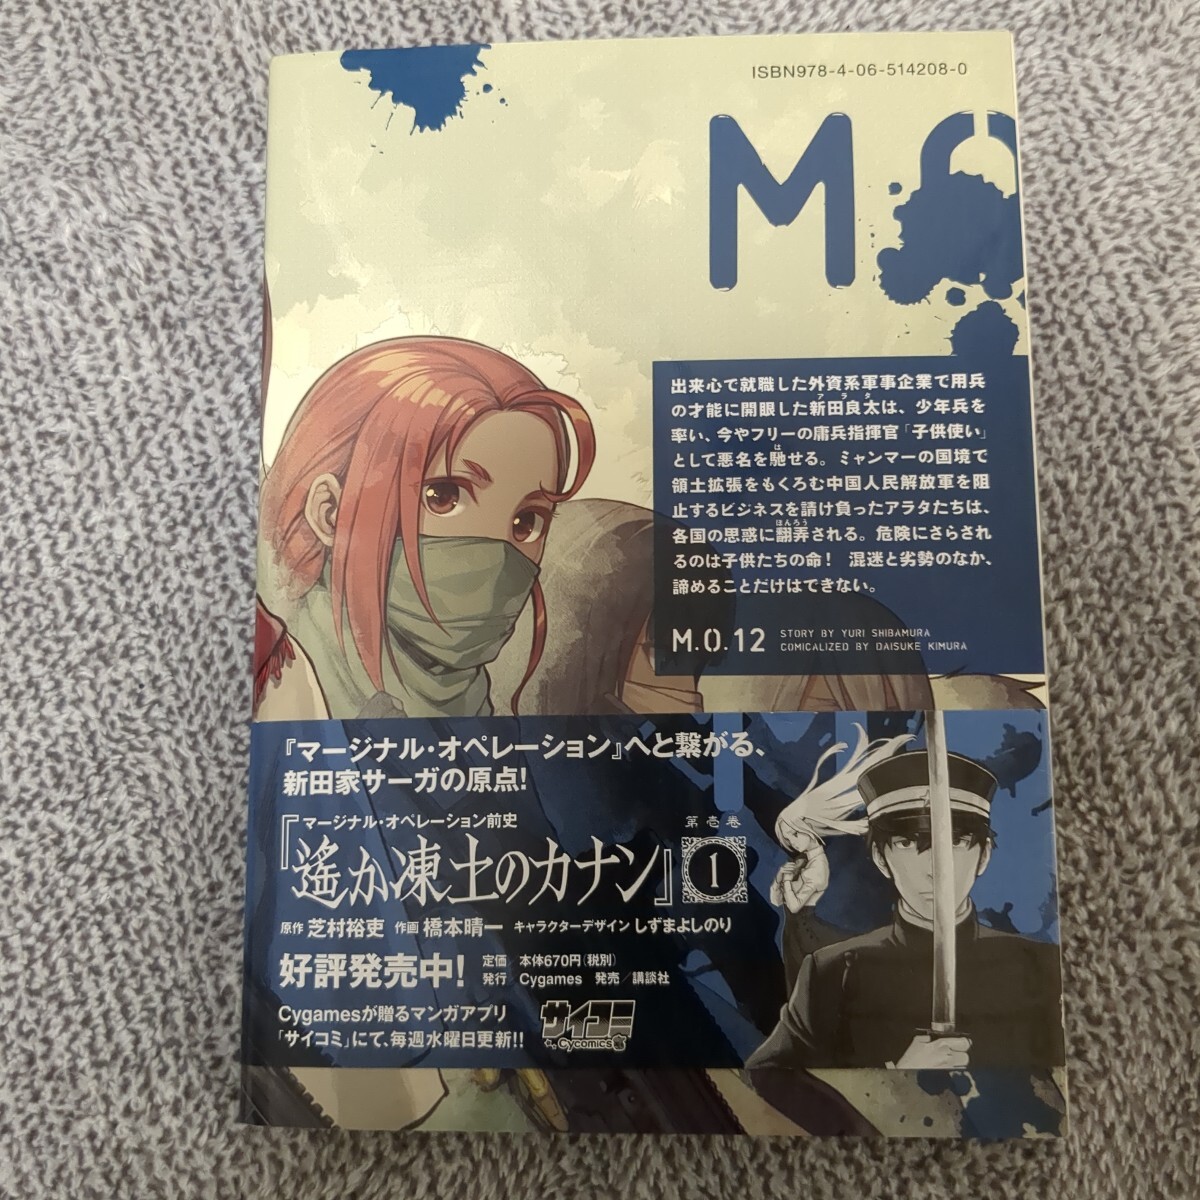 ISBN978-4-06-514208-0
M.O
出来心で就職した外資系軍事企業で用兵
の才能に開眼した新田良太は、少年兵を
アラタ
率い、今やフリーの傭兵指揮官「子供使い」
として悪名を馳せる。ミャンマーの国境で
は
領土拡張をもくろむ中国人民解放軍を阻
止するビジネスを請け負ったアラタたちは、
各国の思惑に翻弄される。危険にさらされ
ほんろう
るのは子供たちの命! 混迷と劣勢のなか、
諦めることだけはできない。
M.O.12
STORY BY YURI SHIBAMURA
COMICALIZED BY DAISUKE KIMURA
『マージナル・オペレーション』へと繋がる、
新田家サーガの原点!
マージナル・オペレーション前史
『遙か凍土のカナン』
第壱巻
1
原作 芝村裕吏 作画 橋本晴一 キャラクターデザイン しずまよしのり
好評発売中!
定価/本体670円(税別)
発行/Cygames 発売/講談社
Cygamesが贈るマンガアプリ
「サイコミ」にて、毎週水曜日更新!!
サイコミ
Cycomics